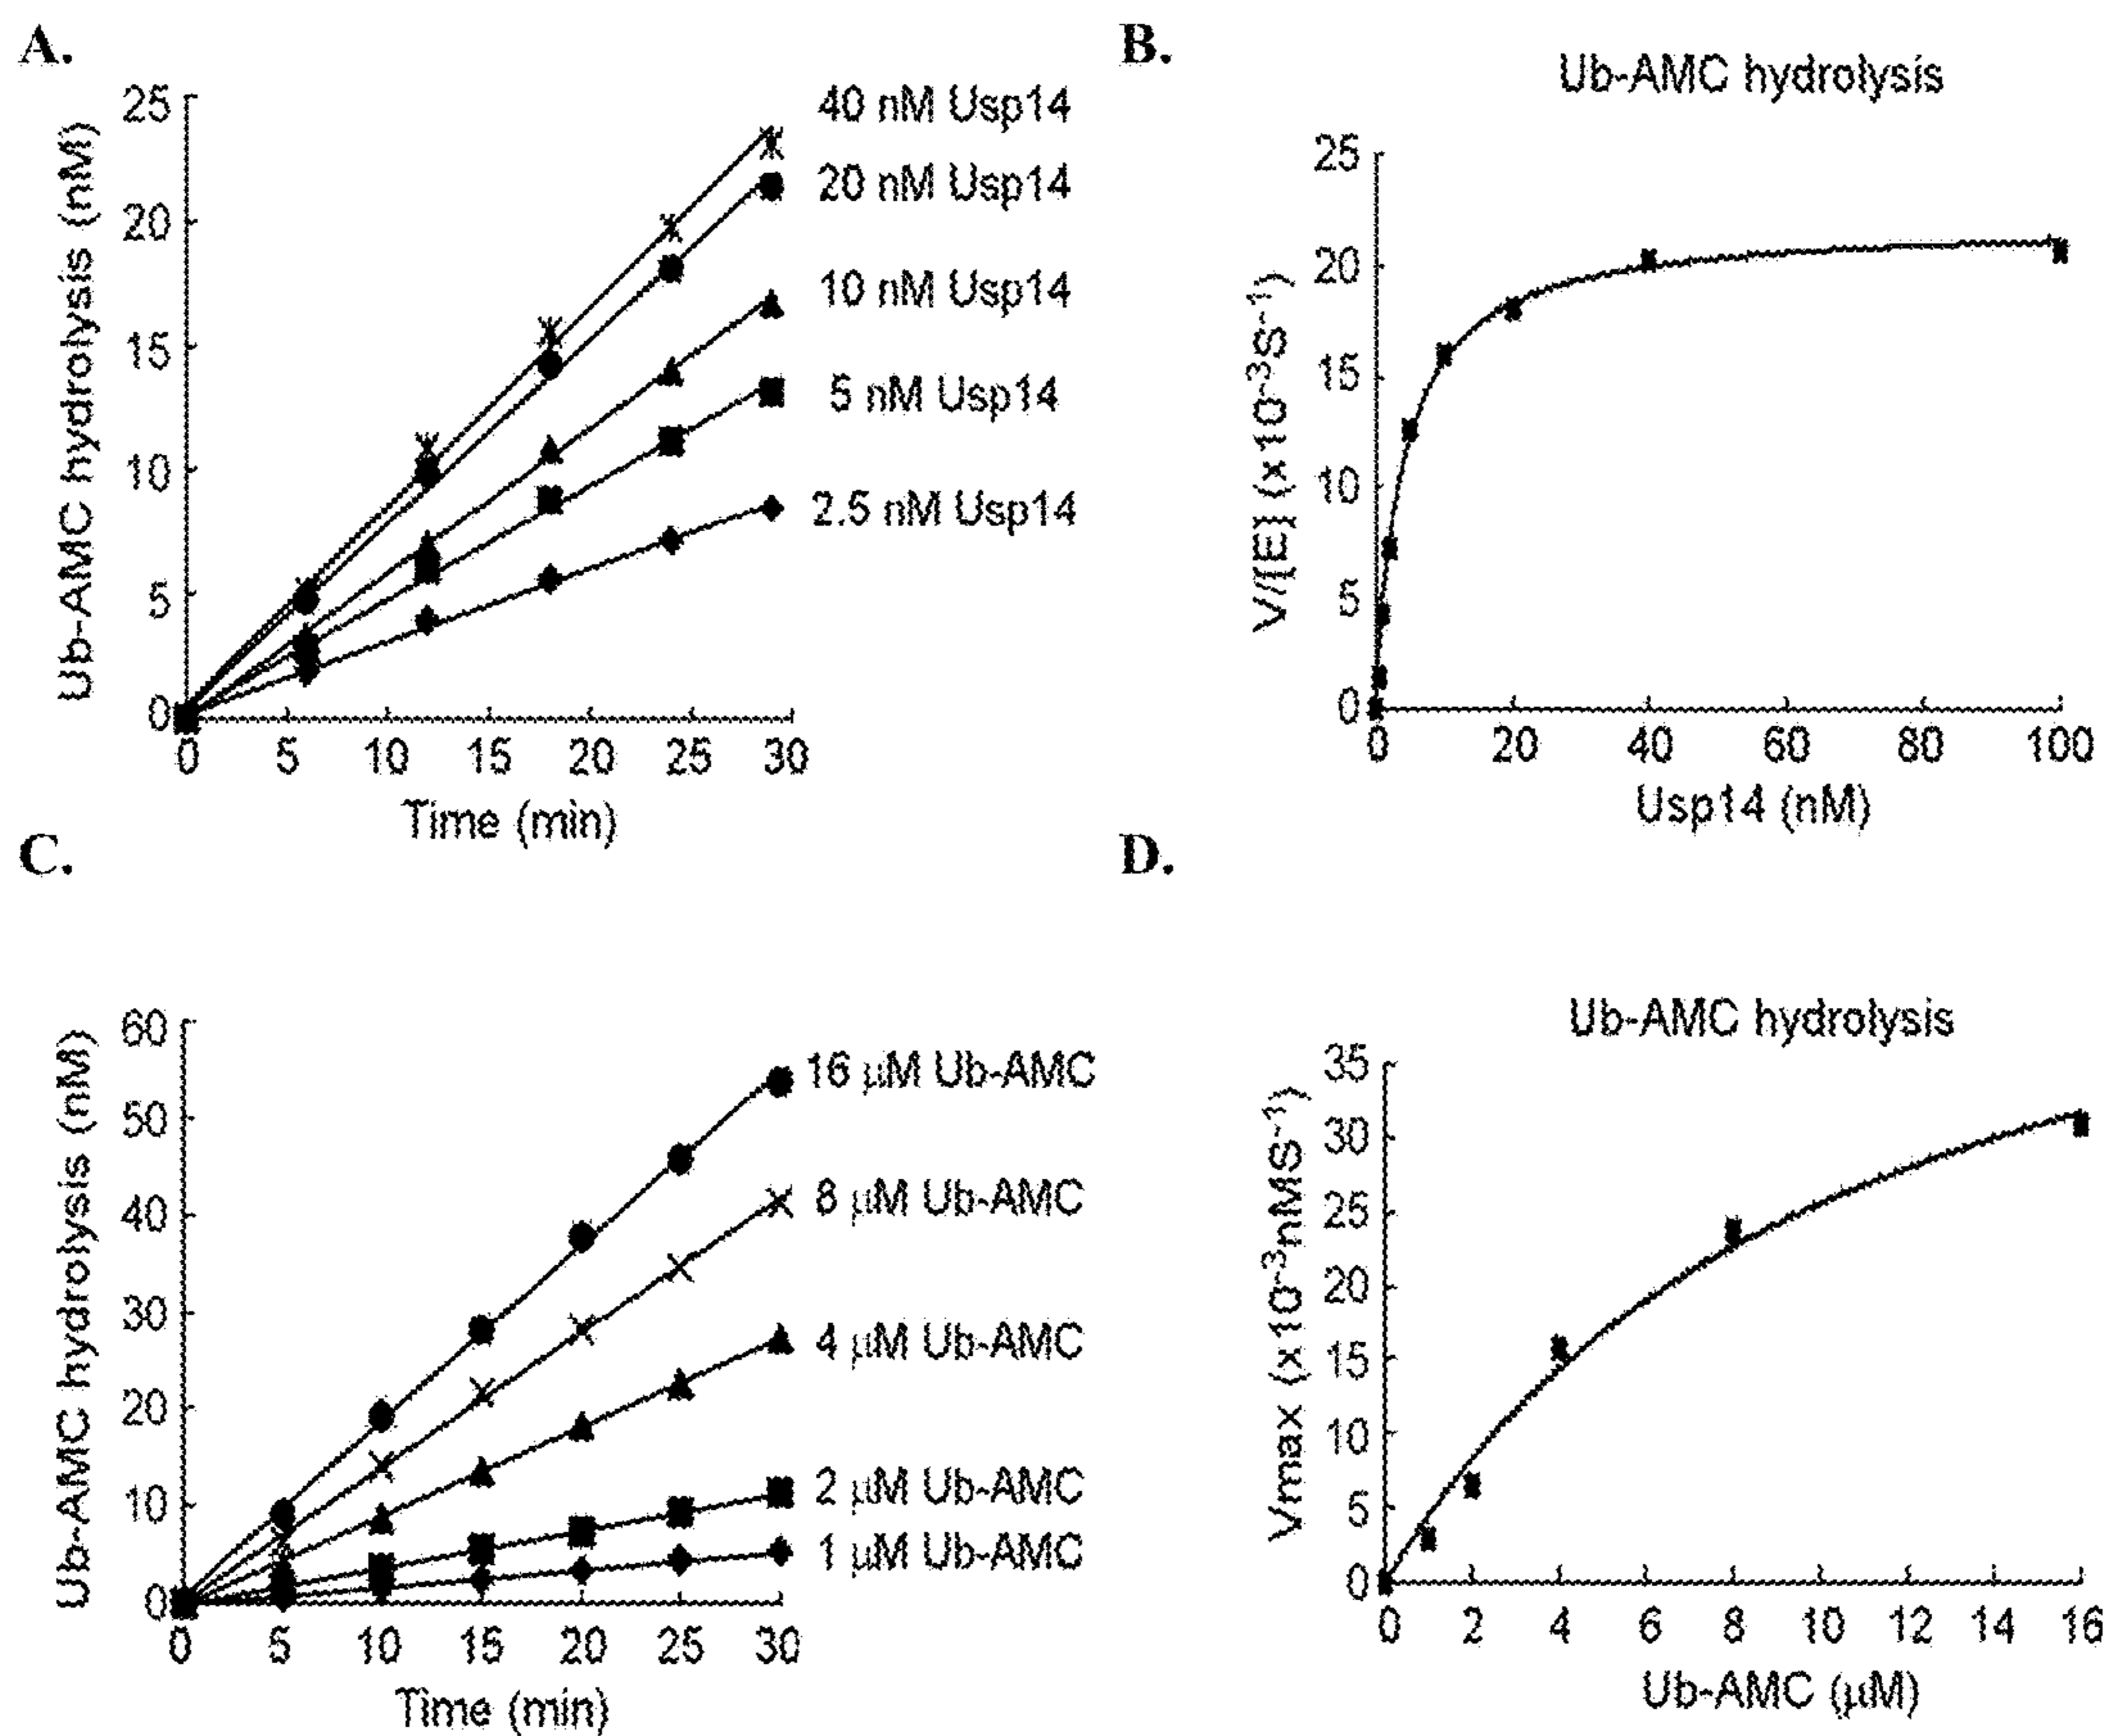 A.
Ub-AMC hydrolysis (nM)
25
20
15
10
5
0
0 5 10 15 20 25 30
Time (min)
40 nM Usp14
20 nM Usp14
10 nM Usp14
5 nM Usp14
2.5 nM Usp14
B.
Ub-AMC hydrolysis
V/[E] (x10⁻³S⁻¹)
25
20
15
10
5
0
0 20 40 60 80 100
Usp14 (nM)
C.
Ub-AMC hydrolysis (nM)
60
50
40
30
20
10
0
0 5 10 15 20 25 30
Time (min)
16 µM Ub-AMC
8 µM Ub-AMC
4 µM Ub-AMC
2 µM Ub-AMC
1 µM Ub-AMC
D.
Ub-AMC hydrolysis
Vmax (x10⁻³nMS⁻¹)
35
30
25
20
15
10
5
0
0 2 4 6 8 10 12 14 16
Ub-AMC (µM)